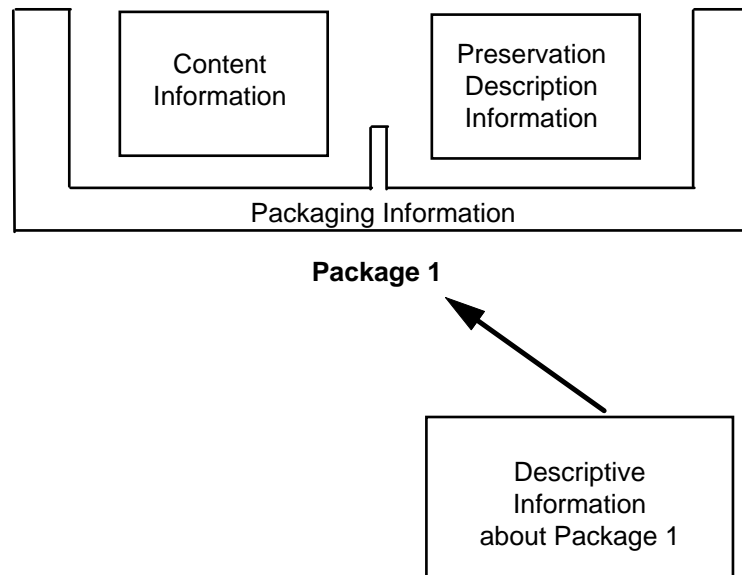 Content
Information
Preservation
Description
Information
Packaging Information
Package 1
Descriptive
Information
about Package 1